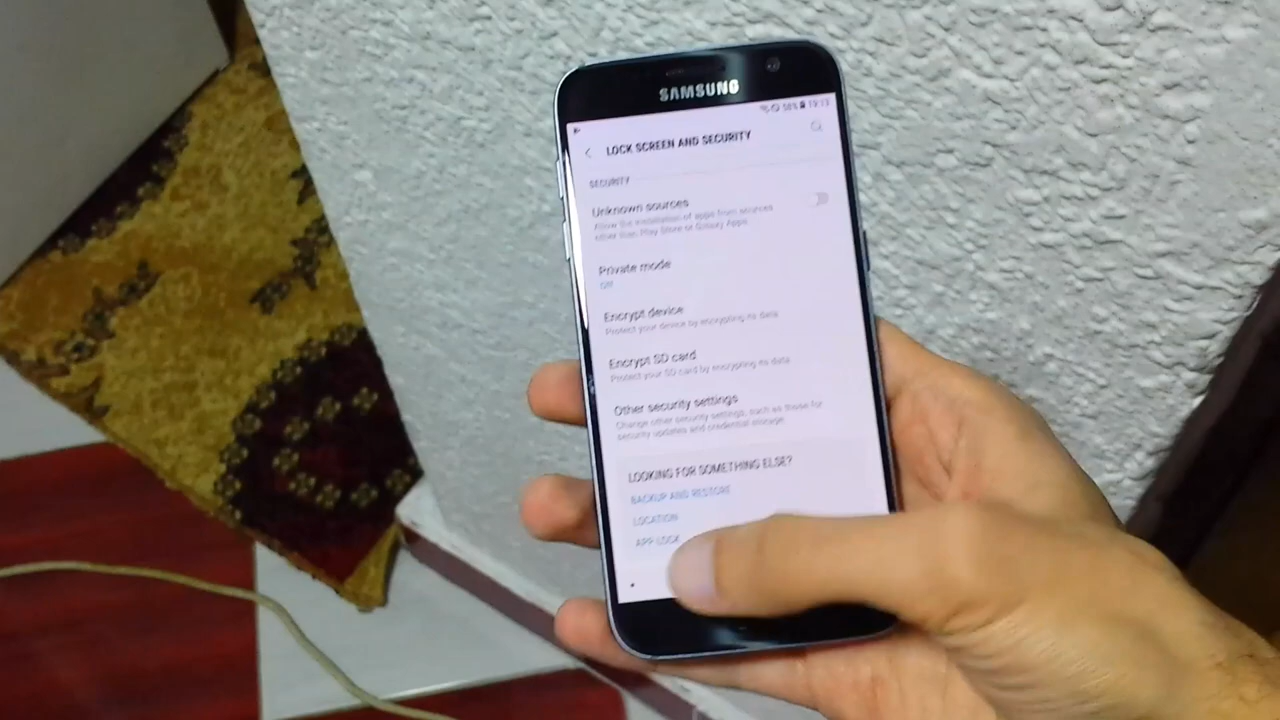 SAMSUNG
58% 19:13
LOCK SCREEN AND SECURITY
SECURITY
Unknown sources
Allow the installation of apps from sources
other than Play Store or Galaxy Apps.
Private mode
Off
Encrypt device
Protect your device by encrypting its data.
Encrypt SD card
Protect your SD card by encrypting its data.
Other security settings
Change other security settings, such as those for
security updates and credential storage.
LOOKING FOR SOMETHING ELSE?
BACKUP AND RESTORE
LOCATION
APP LOCK